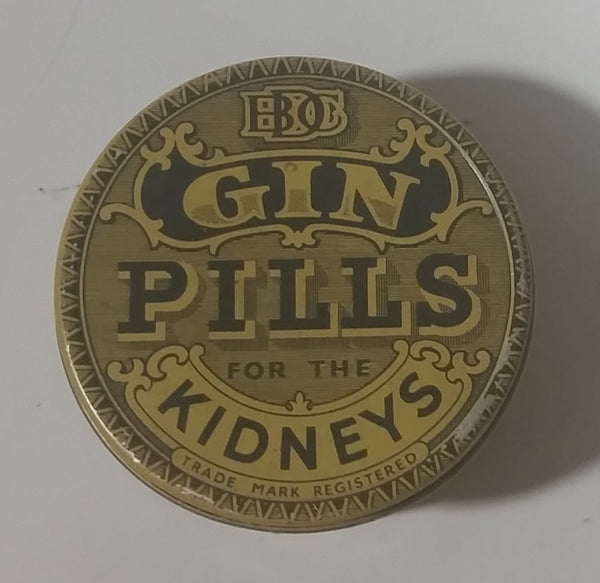 GIN
PILLS
FOR THE
KIDNEYS
TRADE MARK REGISTERED